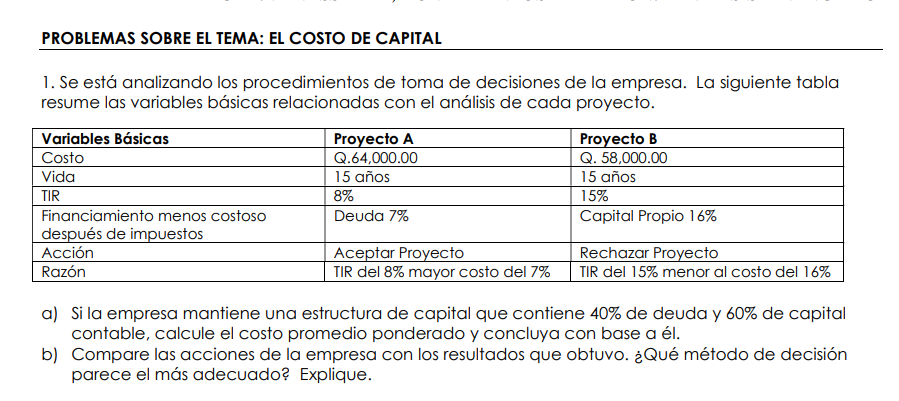 PROBLEMAS SOBRE EL TEMA: EL COSTO DE CAPITAL
1. Se está analizando los procedimientos de toma de decisiones de la empresa. La siguiente tabla
resume las variables básicas relacionadas con el análisis de cada proyecto.
Variables Básicas Proyecto A Proyecto B
Costo Q.64,000.00 Q. 58,000.00
Vida 15 años 15 años
TIR 8% 15%
Financiamiento menos costoso Deuda 7% Capital Propio 16%
después de impuestos
Acción Aceptar Proyecto Rechazar Proyecto
Razón TIR del 8% mayor costo del 7% TIR del 15% menor al costo del 16%
a) Si la empresa mantiene una estructura de capital que contiene 40% de deuda y 60% de capital
contable, calcule el costo promedio ponderado y concluya con base a él.
b) Compare las acciones de la empresa con los resultados que obtuvo. ¿Qué método de decisión
parece el más adecuado? Explique.